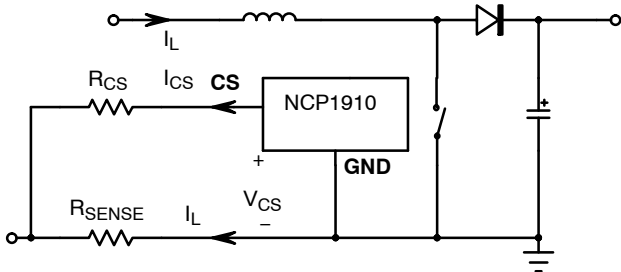 I_L
R_CS I_CS CS NCP1910
+
GND
R_SENSE I_L V_CS
−
+